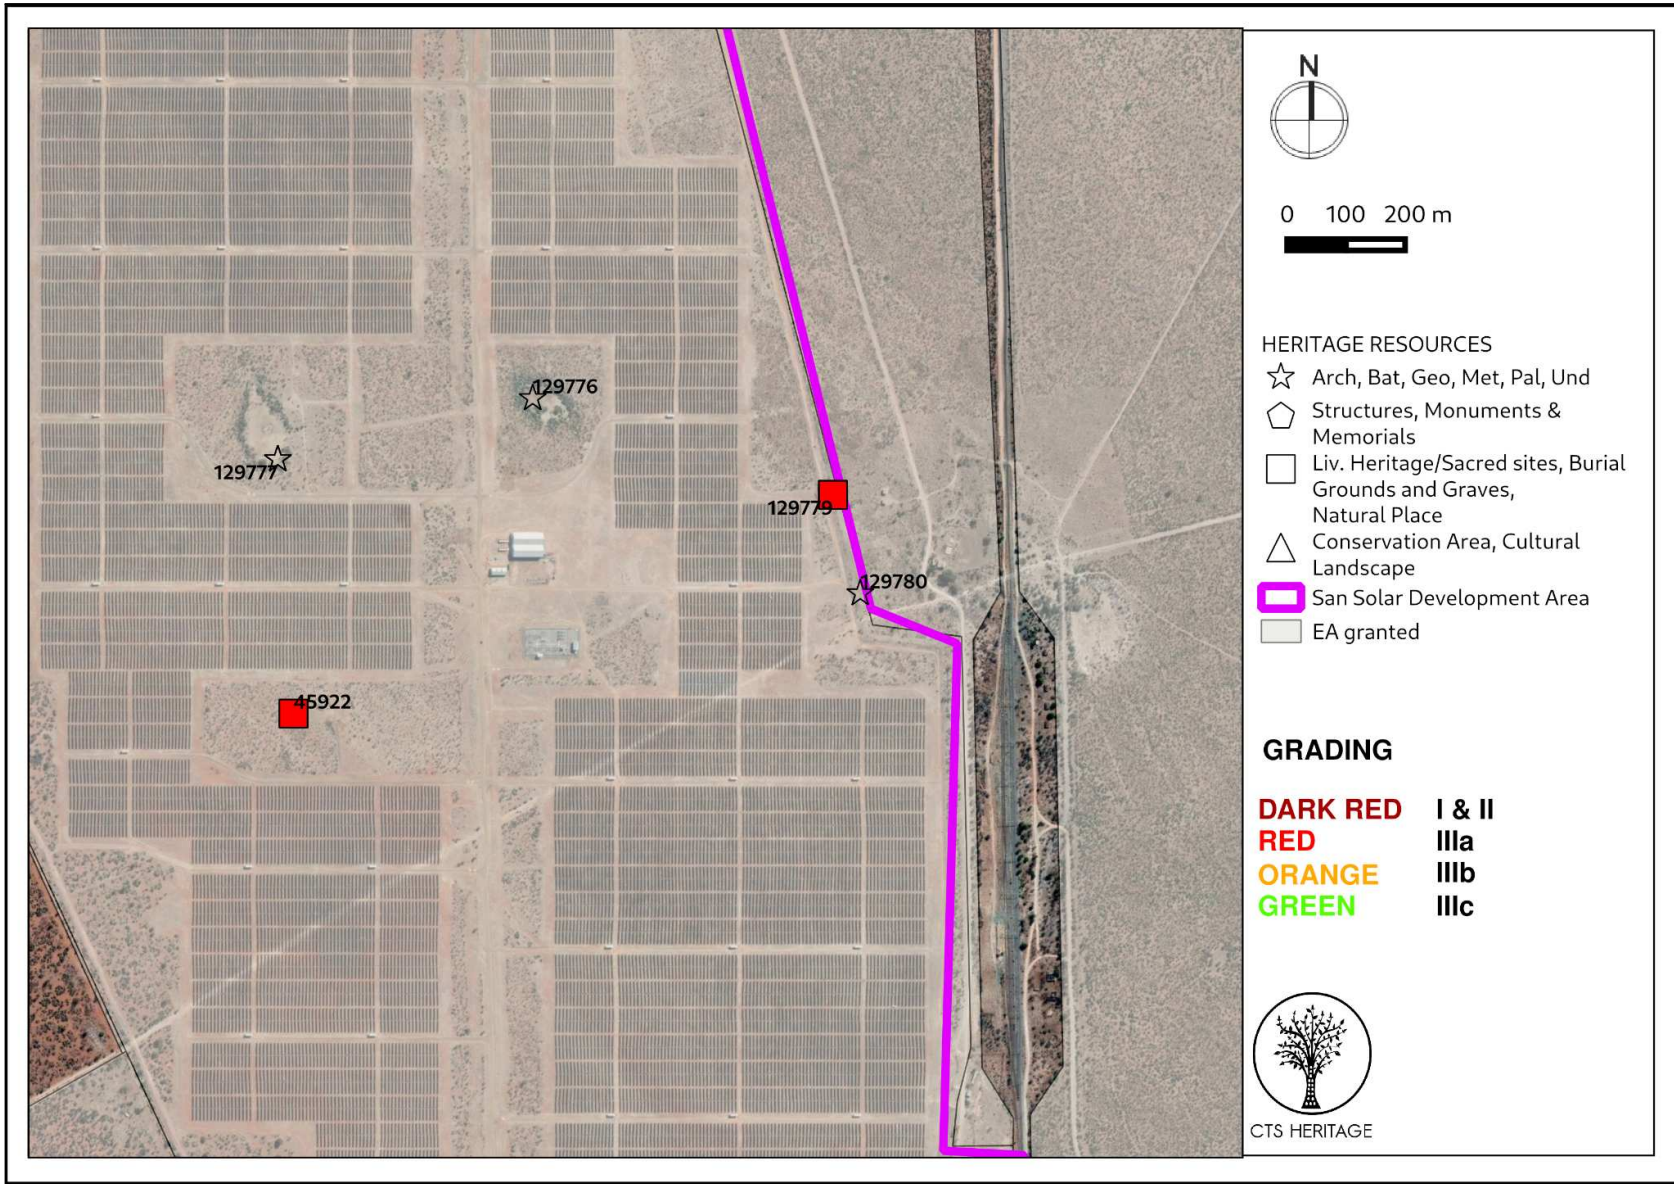 129776
129777
129779
129780
45922
N
0 100 200 m
HERITAGE RESOURCES
Arch, Bat, Geo, Met, Pal, Und
Structures, Monuments &
Memorials
Liv. Heritage/Sacred sites, Burial
Grounds and Graves,
Natural Place
Conservation Area, Cultural
Landscape
San Solar Development Area
EA granted
GRADING
DARK RED I & II
RED IIIa
ORANGE IIIb
GREEN IIIc
CTS HERITAGE